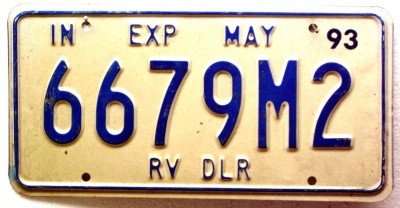 IN EXP MAY 93
6679M2
RV DLR